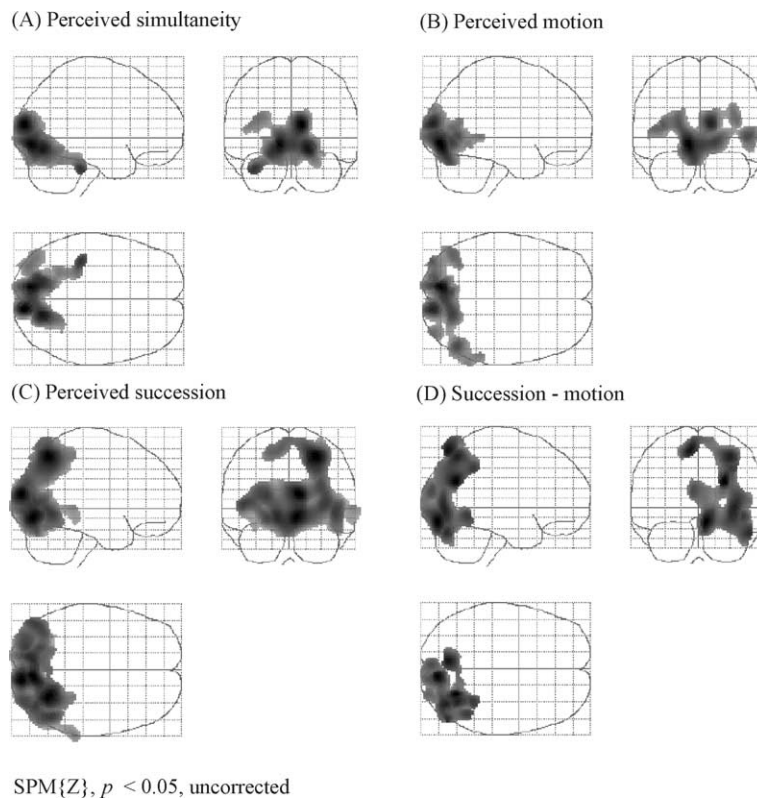 (A) Perceived simultaneity
(B) Perceived motion
(C) Perceived succession
(D) Succession - motion
SPM{Z}, p < 0.05, uncorrected